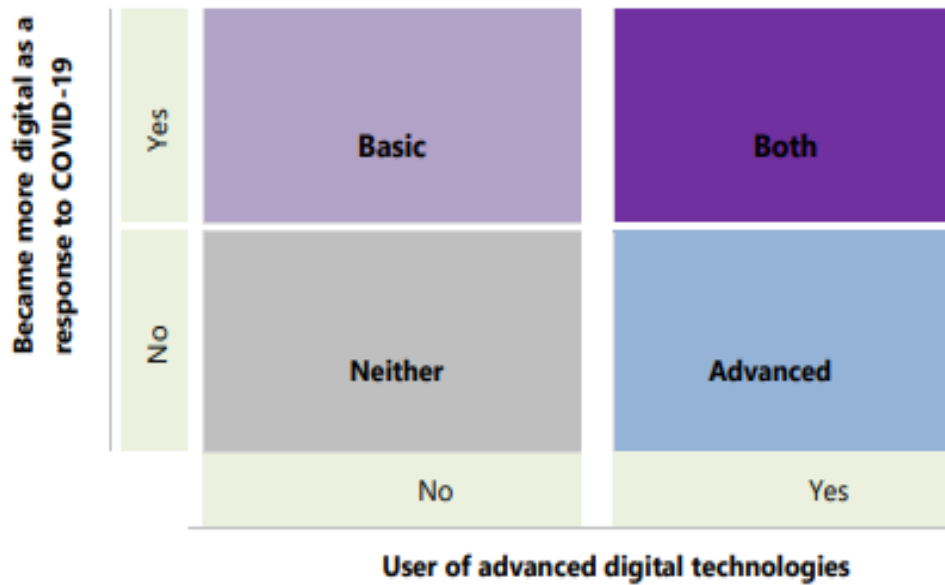 Became more digital as a
response to COVID-19
Yes
Basic
Both
No
Neither
Advanced
No
Yes
User of advanced digital technologies